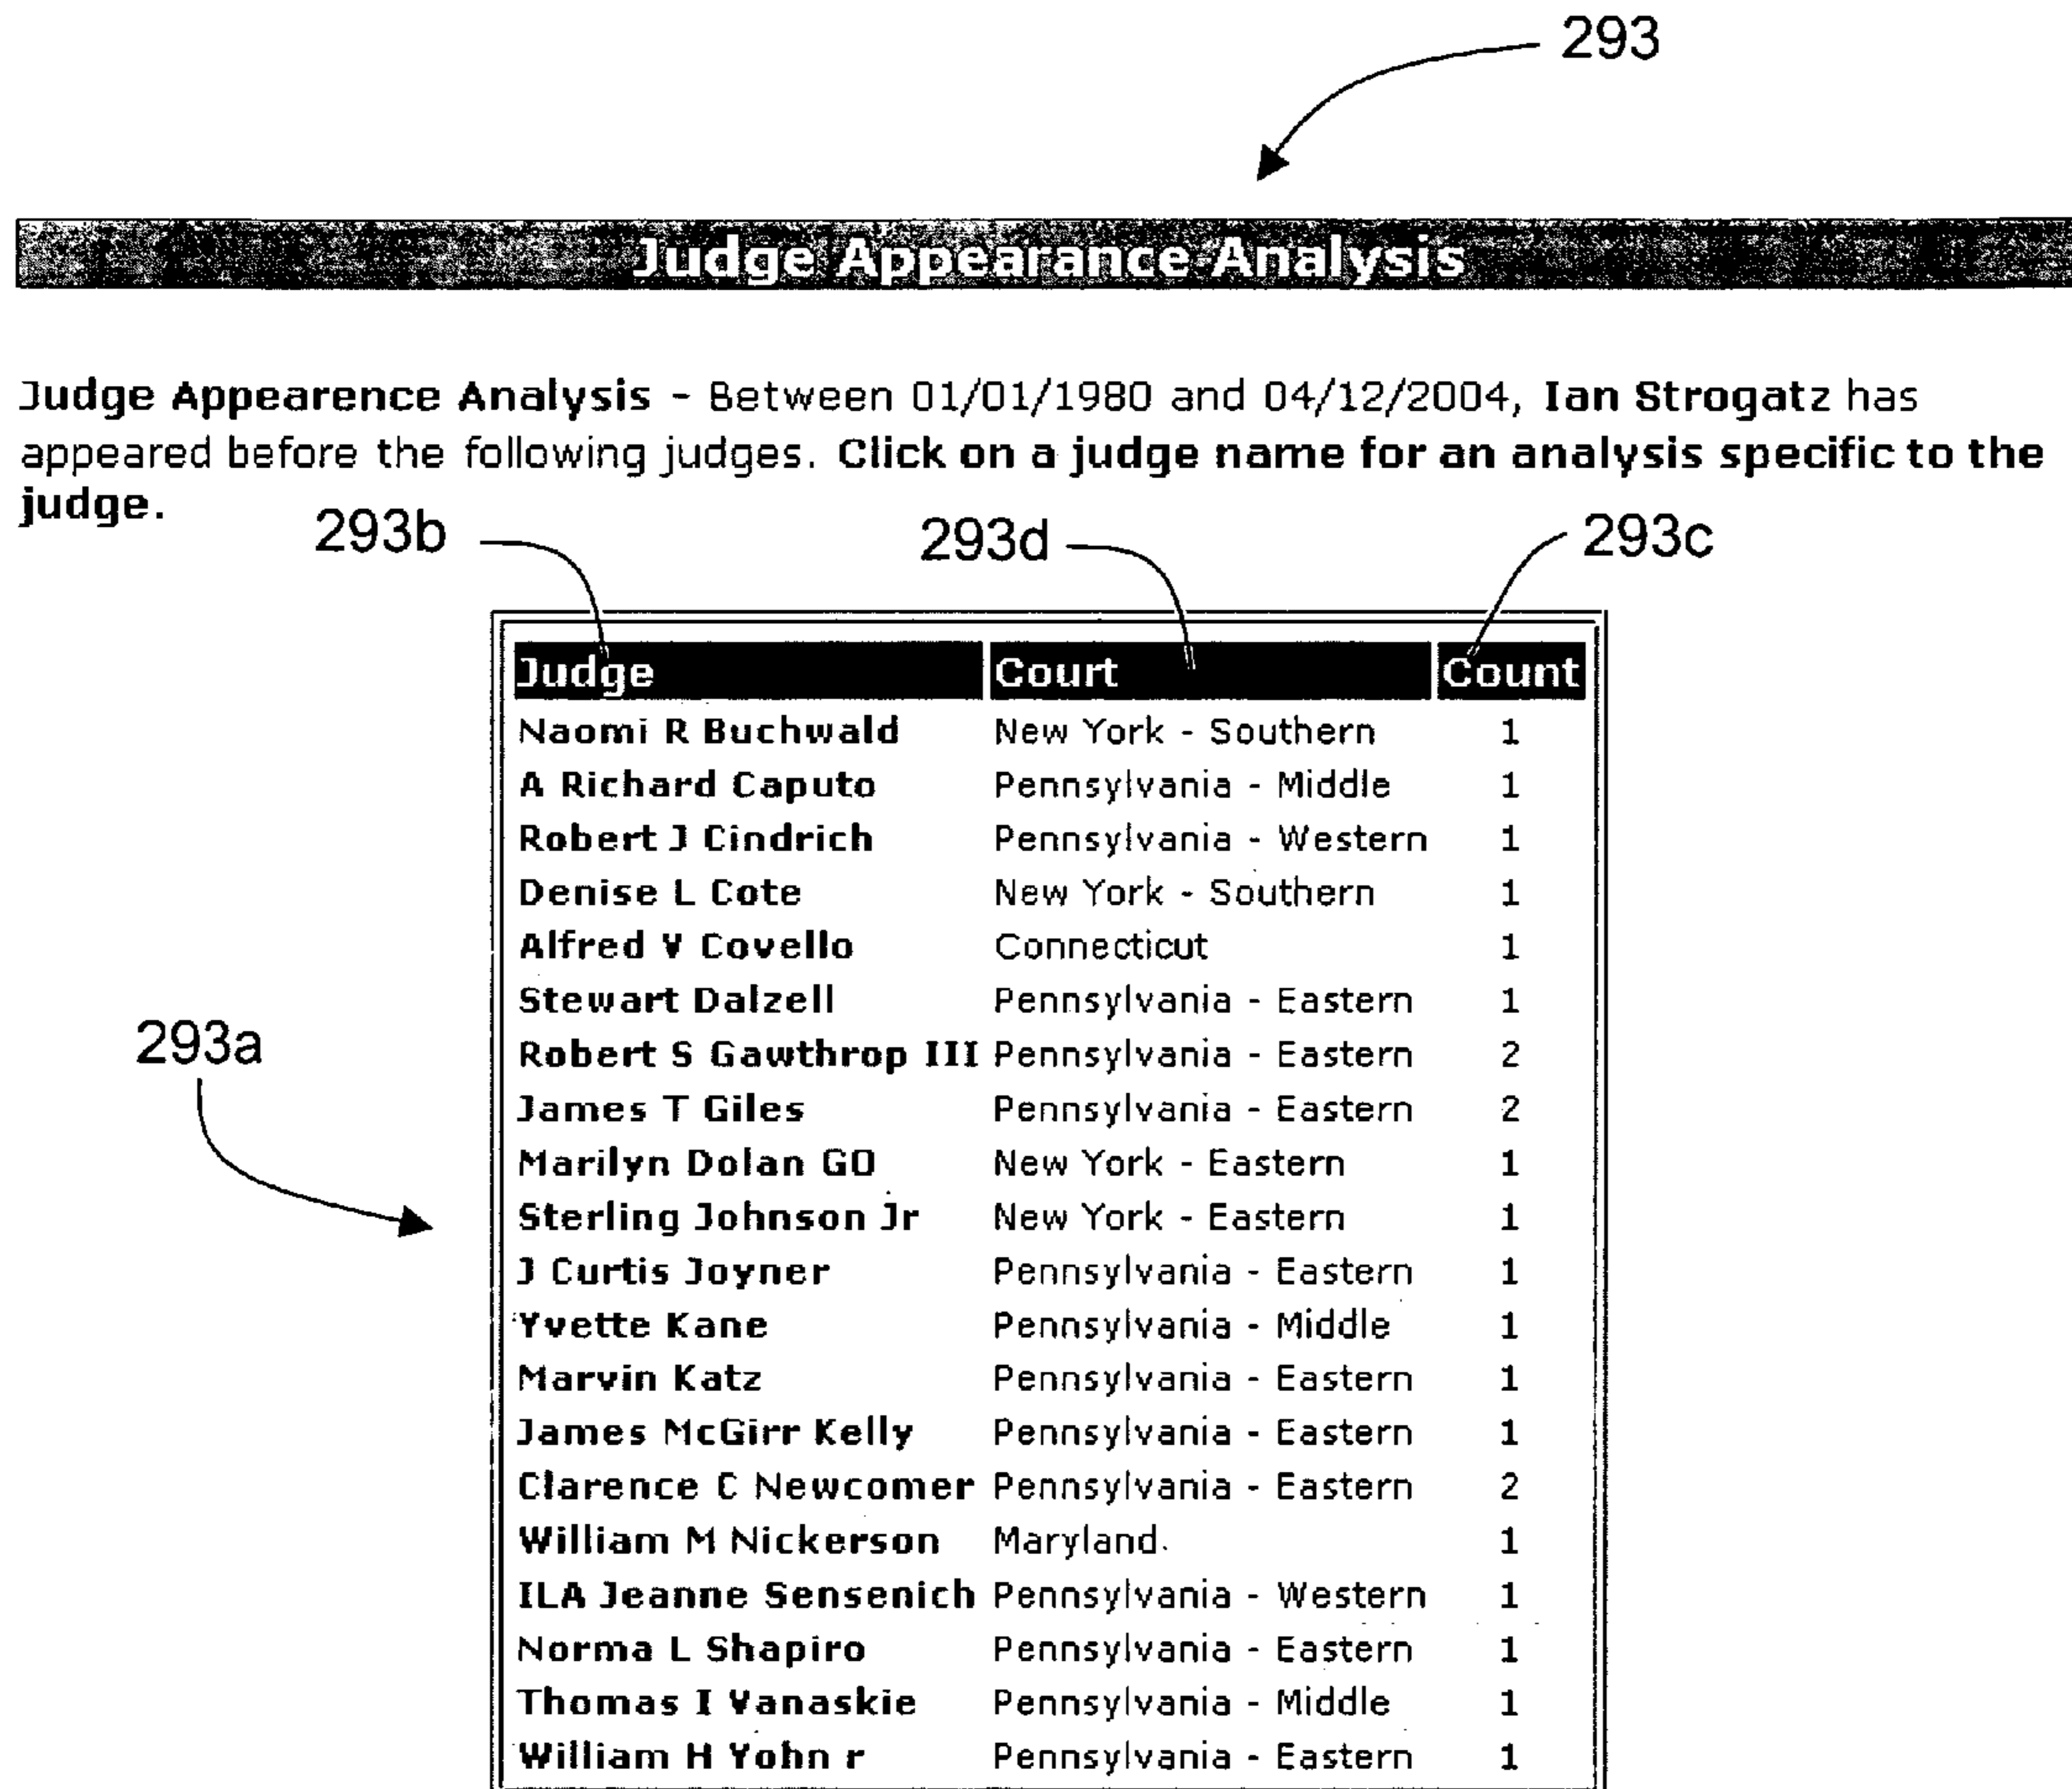 293
Judge Appearance Analysis
Judge Appearence Analysis - Between 01/01/1980 and 04/12/2004, Ian Strogatz has
appeared before the following judges. Click on a judge name for an analysis specific to the
judge.
293b 293d 293c
Judge Court Count
Naomi R Buchwald New York - Southern 1
A Richard Caputo Pennsylvania - Middle 1
Robert J Cindrich Pennsylvania - Western 1
Denise L Cote New York - Southern 1
Alfred V Covello Connecticut 1
Stewart Dalzell Pennsylvania - Eastern 1
293a
Robert S Gawthrop III Pennsylvania - Eastern 2
James T Giles Pennsylvania - Eastern 2
Marilyn Dolan GO New York - Eastern 1
Sterling Johnson Jr New York - Eastern 1
J Curtis Joyner Pennsylvania - Eastern 1
Yvette Kane Pennsylvania - Middle 1
Marvin Katz Pennsylvania - Eastern 1
James McGirr Kelly Pennsylvania - Eastern 1
Clarence C Newcomer Pennsylvania - Eastern 2
William M Nickerson Maryland 1
ILA Jeanne Sensenich Pennsylvania - Western 1
Norma L Shapiro Pennsylvania - Eastern 1
Thomas I Vanaskie Pennsylvania - Middle 1
William H Yohn r Pennsylvania - Eastern 1